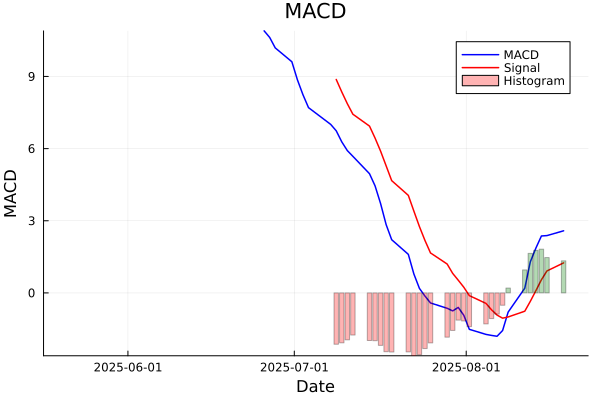 MACD
MACD
Signal
Histogram
9
6
3
0
MACD
2025-06-01
2025-07-01
2025-08-01
Date